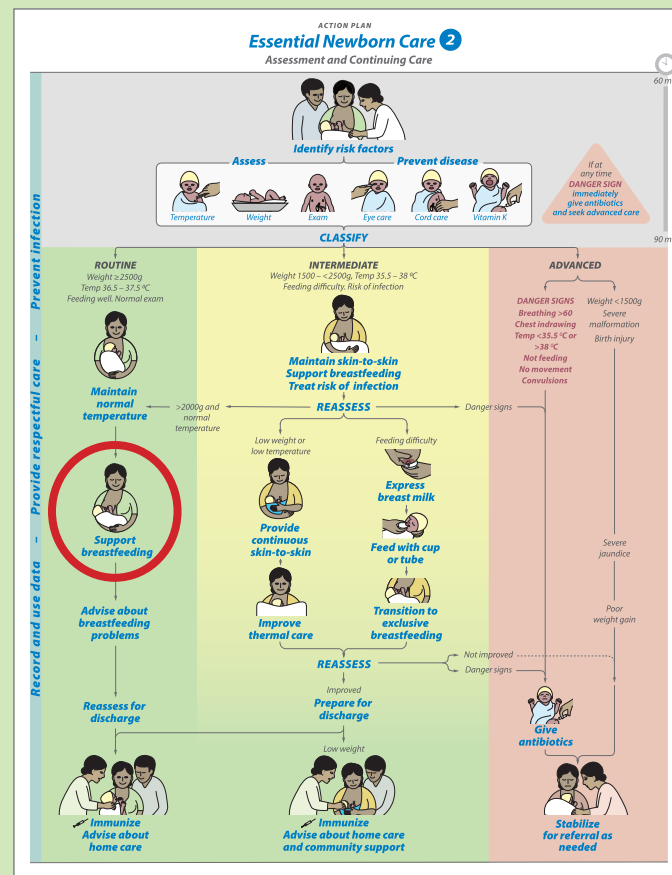 ACTION PLAN
Essential Newborn Care 2
Assessment and Continuing Care
60 m
Identify risk factors
Assess
Prevent disease
Temperature
Weight
Exam
Eye care
Cord care
Vitamin K
If at
any time
DANGER SIGN
immediately
give antibiotics
and seek advanced care
CLASSIFY
90 m
Prevent infection
–
Provide respectful care
–
Record and use data
ROUTINE
Weight ≥2500g
Temp 36.5 – 37.5 ºC
Feeding well. Normal exam
Maintain
normal
temperature
Support
breastfeeding
Advise about
breastfeeding
problems
Reassess for
discharge
Immunize
Advise about
home care
INTERMEDIATE
Weight 1500 – <2500g, Temp 35.5 – 38 ºC
Feeding difficulty. Risk of infection
Maintain skin-to-skin
Support breastfeeding
Treat risk of infection
>2000g and
normal
temperature
REASSESS
Danger signs
Low weight or
low temperature
Provide
continuous
skin-to-skin
Improve
thermal care
Feeding difficulty
Express
breast milk
Feed with cup
or tube
Transition to
exclusive
breastfeeding
REASSESS
Not improved
Danger signs
Improved
Prepare for
discharge
Low weight
Immunize
Advise about home care
and community support
ADVANCED
DANGER SIGNS
Breathing >60
Chest indrawing
Temp <35.5 ºC or
>38 ºC
Not feeding
No movement
Convulsions
Weight <1500g
Severe
malformation
Birth injury
Severe
jaundice
Poor
weight gain
Give
antibiotics
Stabilize
for referral as
needed